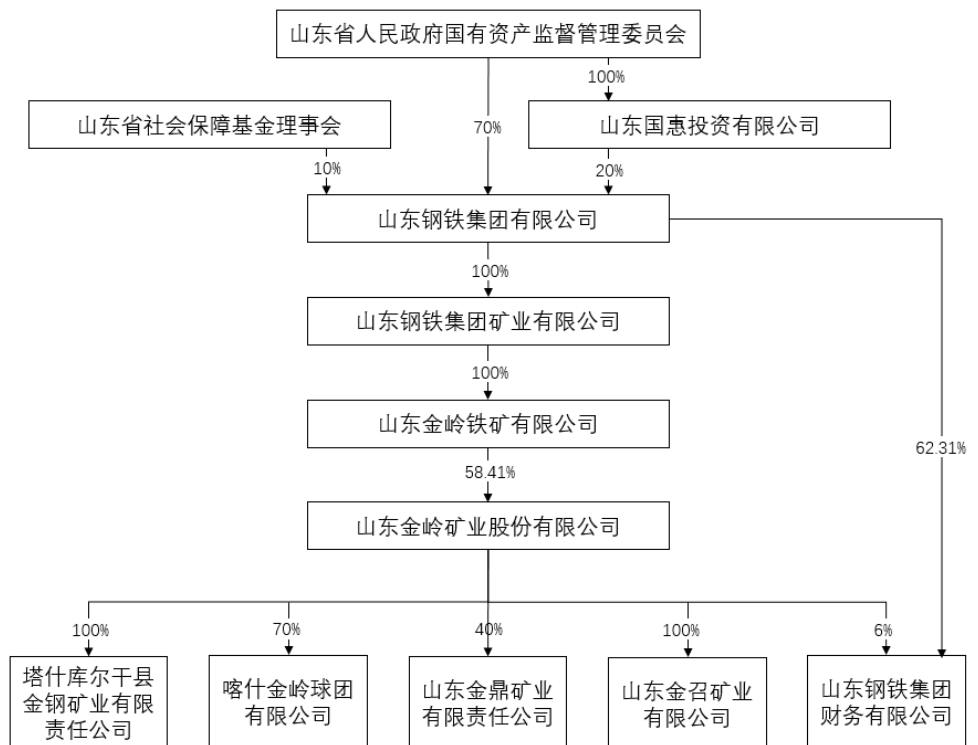 山东省人民政府国有资产监督管理委员会
100%
山东省社会保障基金理事会
70%
山东国惠投资有限公司
10%
20%
山东钢铁集团有限公司
100%
山东钢铁集团矿业有限公司
100%
山东金岭铁矿有限公司
62.31%
58.41%
山东金岭矿业股份有限公司
100%
70%
40%
100%
6%
塔什库尔干县
金钢矿业有限
责任公司
喀什金岭球团
有限公司
山东金鼎矿业
有限责任公司
山东金召矿业
有限公司
山东钢铁集团
财务有限公司